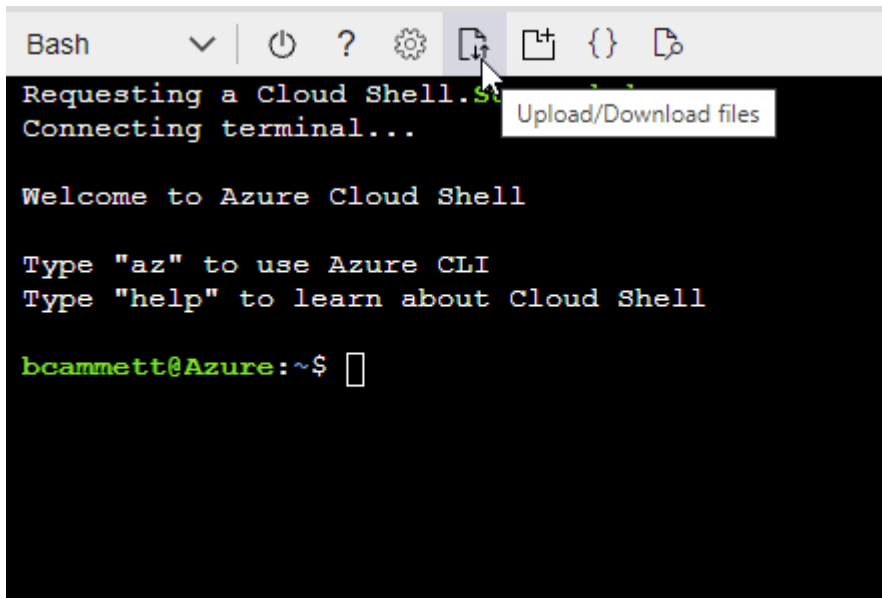 Bash
Requesting a Cloud Shell.
Upload/Download files
Connecting terminal...
Welcome to Azure Cloud Shell
Type "az" to use Azure CLI
Type "help" to learn about Cloud Shell
bcammett@Azure:~$